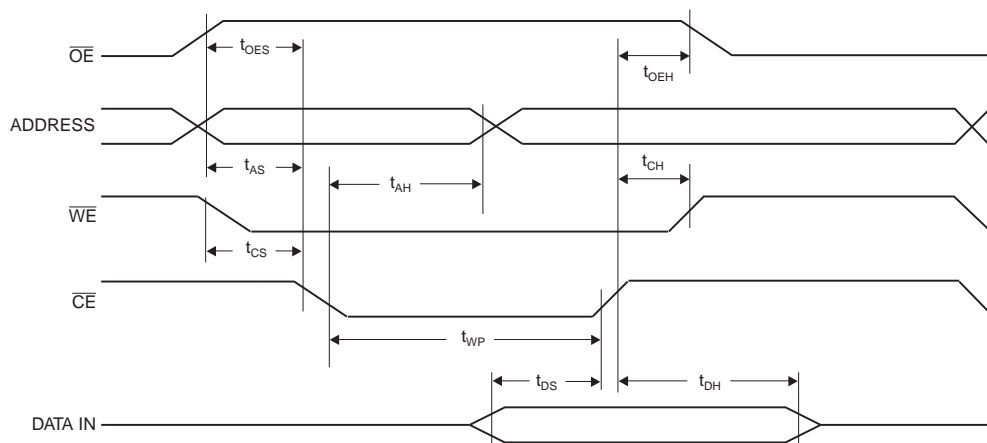 OE
tOES
tOEH
ADDRESS
tAS
tAH
tCH
WE
tCS
CE
tWP
tDS
tDH
DATA IN